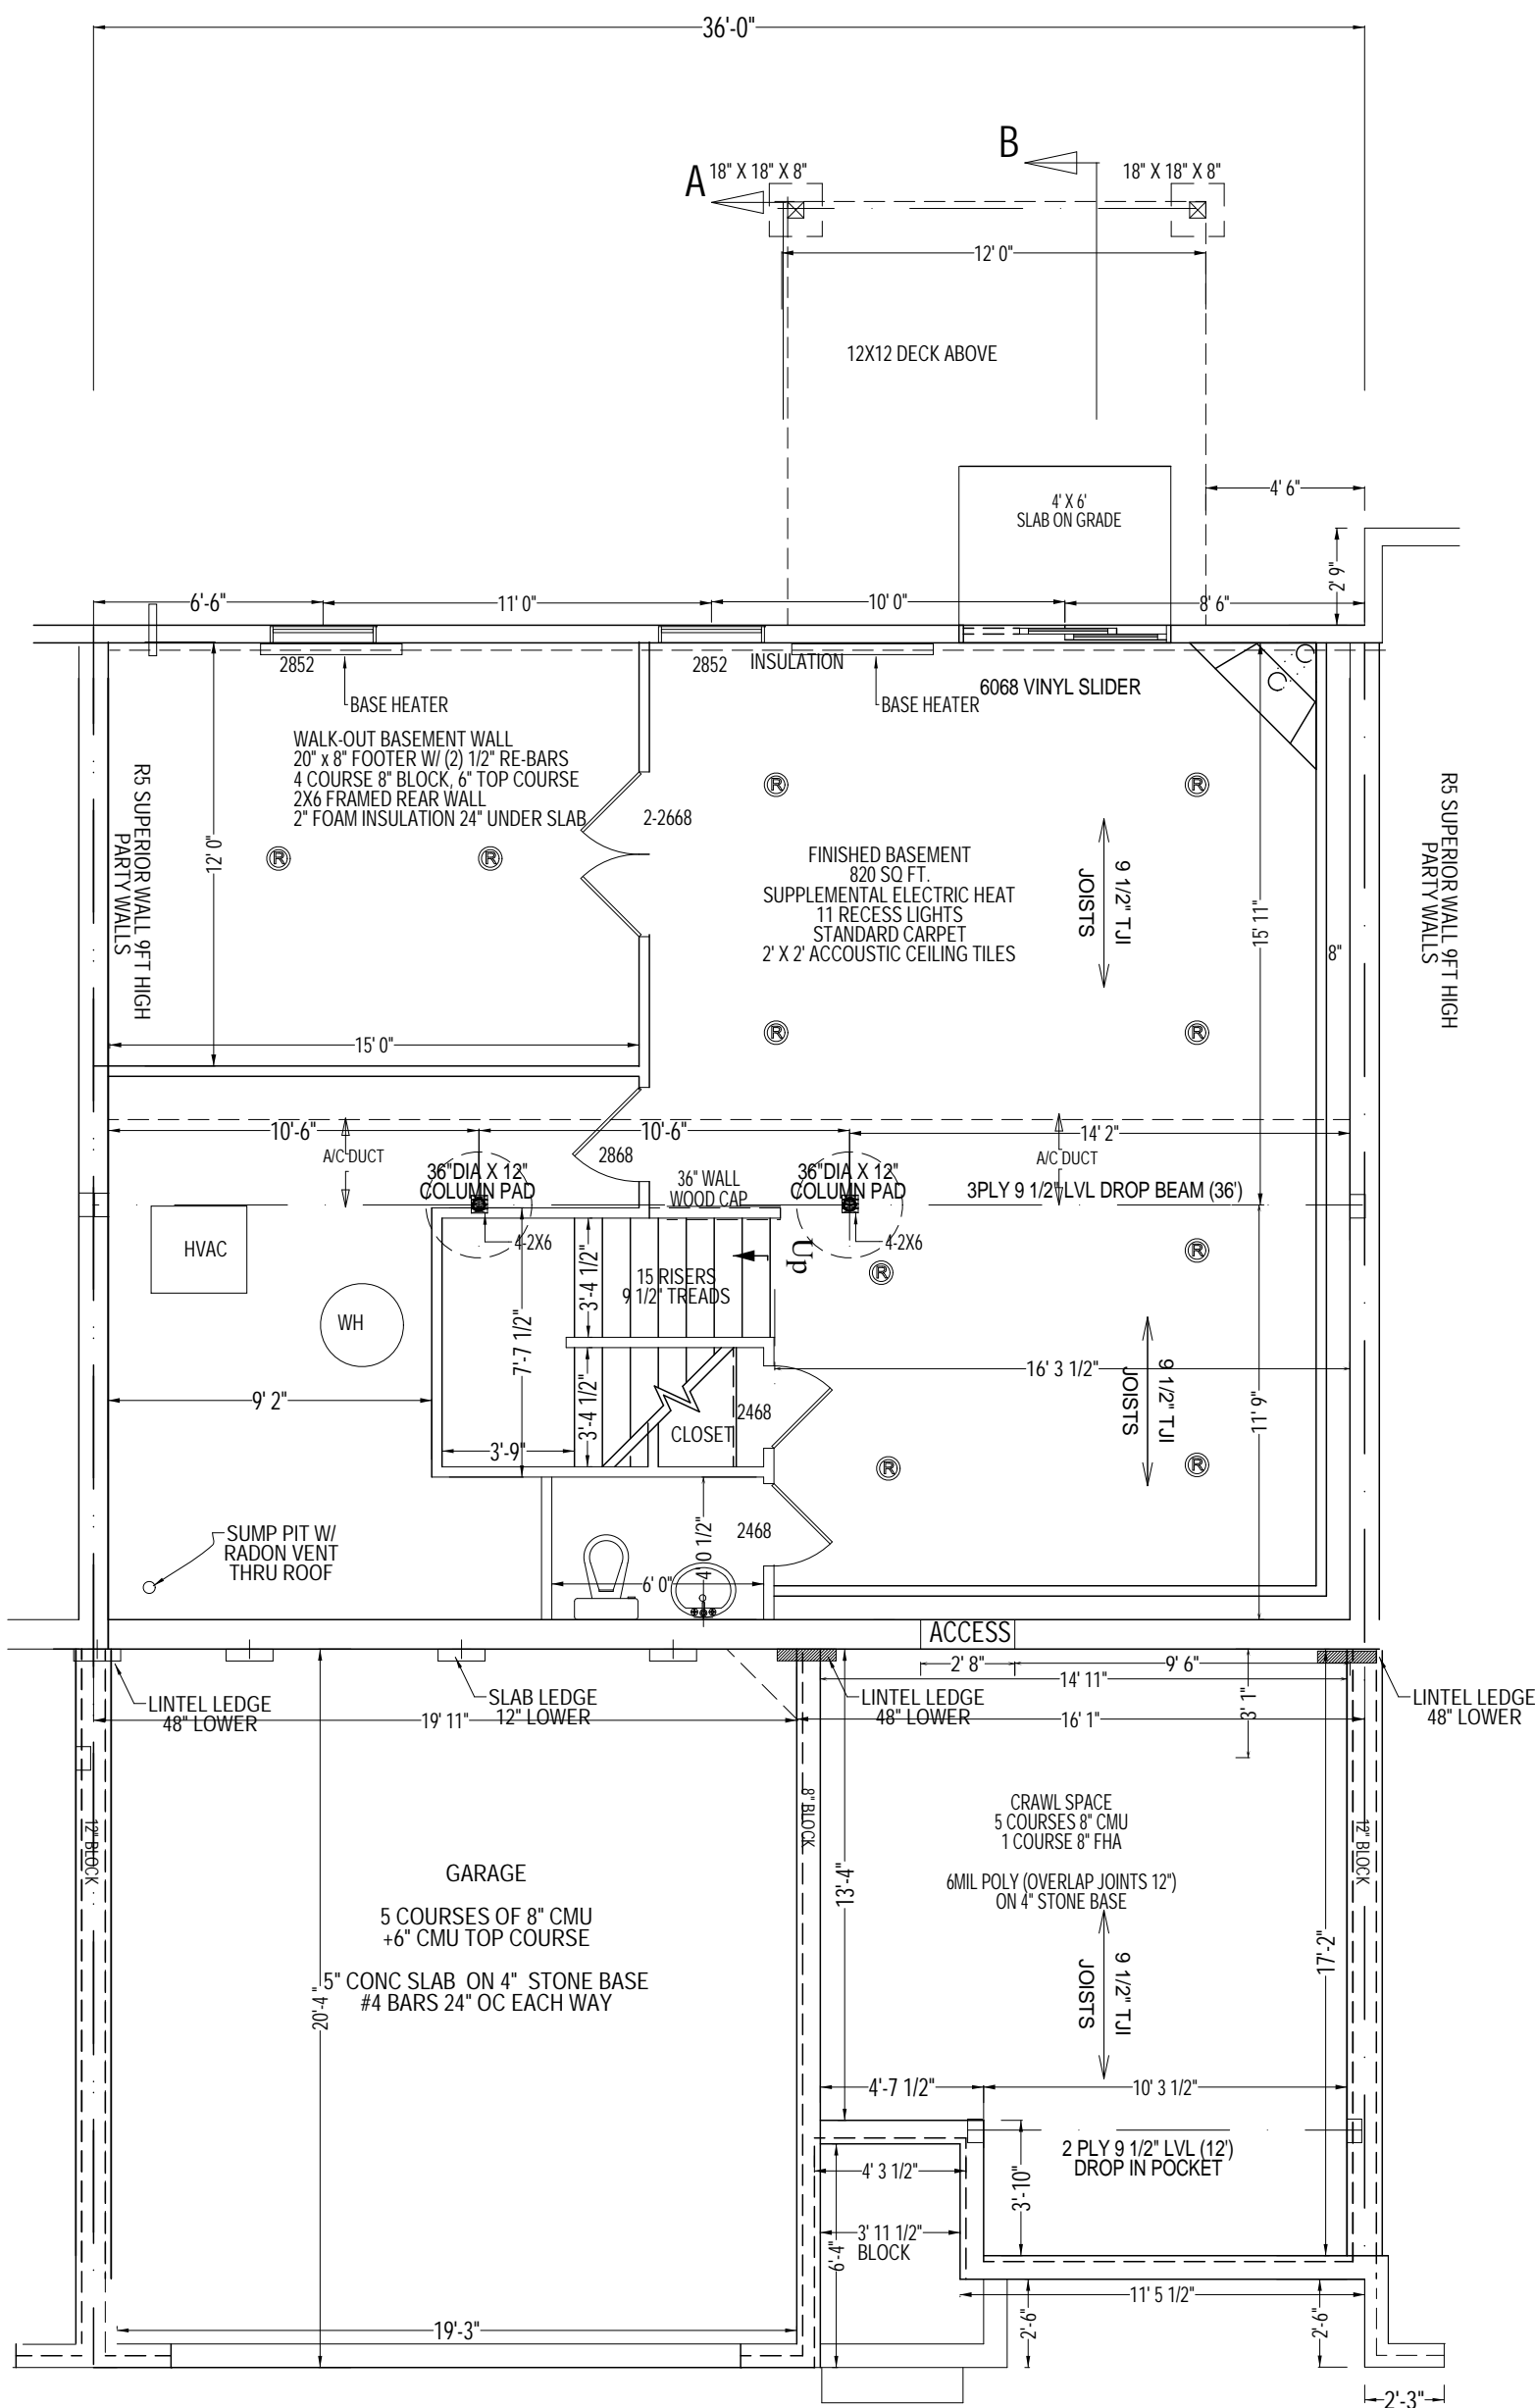 36'-0"
A
18" X 18" X 8"
B
18" X 18" X 8"
12' 0"
12X12 DECK ABOVE
4' X 6'
SLAB ON GRADE
4' 6"
2' 9"
6'-6"
11' 0"
10' 0"
8' 6"
2852
2852
INSULATION
6068 VINYL SLIDER
BASE HEATER
BASE HEATER
WALK-OUT BASEMENT WALL
20" x 8" FOOTER W/ (2) 1/2" RE-BARS
4 COURSE 8" BLOCK, 6" TOP COURSE
2X6 FRAMED REAR WALL
2" FOAM INSULATION 24" UNDER SLAB
R5 SUPERIOR WALL 9FT HIGH
PARTY WALLS
12' 0"
R
R
2-2668
R
R
FINISHED BASEMENT
820 SQ FT.
SUPPLEMENTAL ELECTRIC HEAT
11 RECESS LIGHTS
STANDARD CARPET
2' X 2' ACCOUSTIC CEILING TILES
9 1/2" TJI
JOISTS
15' 11"
8"
R5 SUPERIOR WALL 9FT HIGH
PARTY WALLS
15' 0"
R
R
10'-6"
10'-6"
14' 2"
A/C DUCT
2868
A/C DUCT
36"DIA X 12"
COLUMN PAD
36" WALL
WOOD CAP
36"DIA X 12"
COLUMN PAD
3PLY 9 1/2" LVL DROP BEAM (36')
HVAC
4-2X6
4-2X6
Up
15 RISERS
9 1/2" TREADS
3'-4 1/2"
7'-7 1/2"
R
R
WH
9' 2"
16' 3 1/2"
9 1/2" TJI
JOISTS
11' 9"
3'-4 1/2"
2468
CLOSET
3'-9"
R
R
SUMP PIT W/
RADON VENT
THRU ROOF
4' 0 1/2"
2468
6' 0"
ACCESS
2' 8"
9' 6"
14' 11"
LINTEL LEDGE
48" LOWER
SLAB LEDGE
12" LOWER
LINTEL LEDGE
48" LOWER
LINTEL LEDGE
48" LOWER
19' 11"
16' 1"
3' 1"
12" BLOCK
8" BLOCK
12" BLOCK
CRAWL SPACE
5 COURSES 8" CMU
1 COURSE 8" FHA
6MIL POLY (OVERLAP JOINTS 12")
ON 4" STONE BASE
GARAGE
5 COURSES OF 8" CMU
+6" CMU TOP COURSE
5" CONC SLAB ON 4" STONE BASE
#4 BARS 24" OC EACH WAY
13'-4"
17'-2"
20'-4"
9 1/2" TJI
JOISTS
4'-7 1/2"
10' 3 1/2"
2 PLY 9 1/2" LVL (12')
DROP IN POCKET
4' 3 1/2"
3'-10"
3' 11 1/2"
BLOCK
6'-4"
11' 5 1/2"
2'-6"
2'-6"
19'-3"
2'-3"